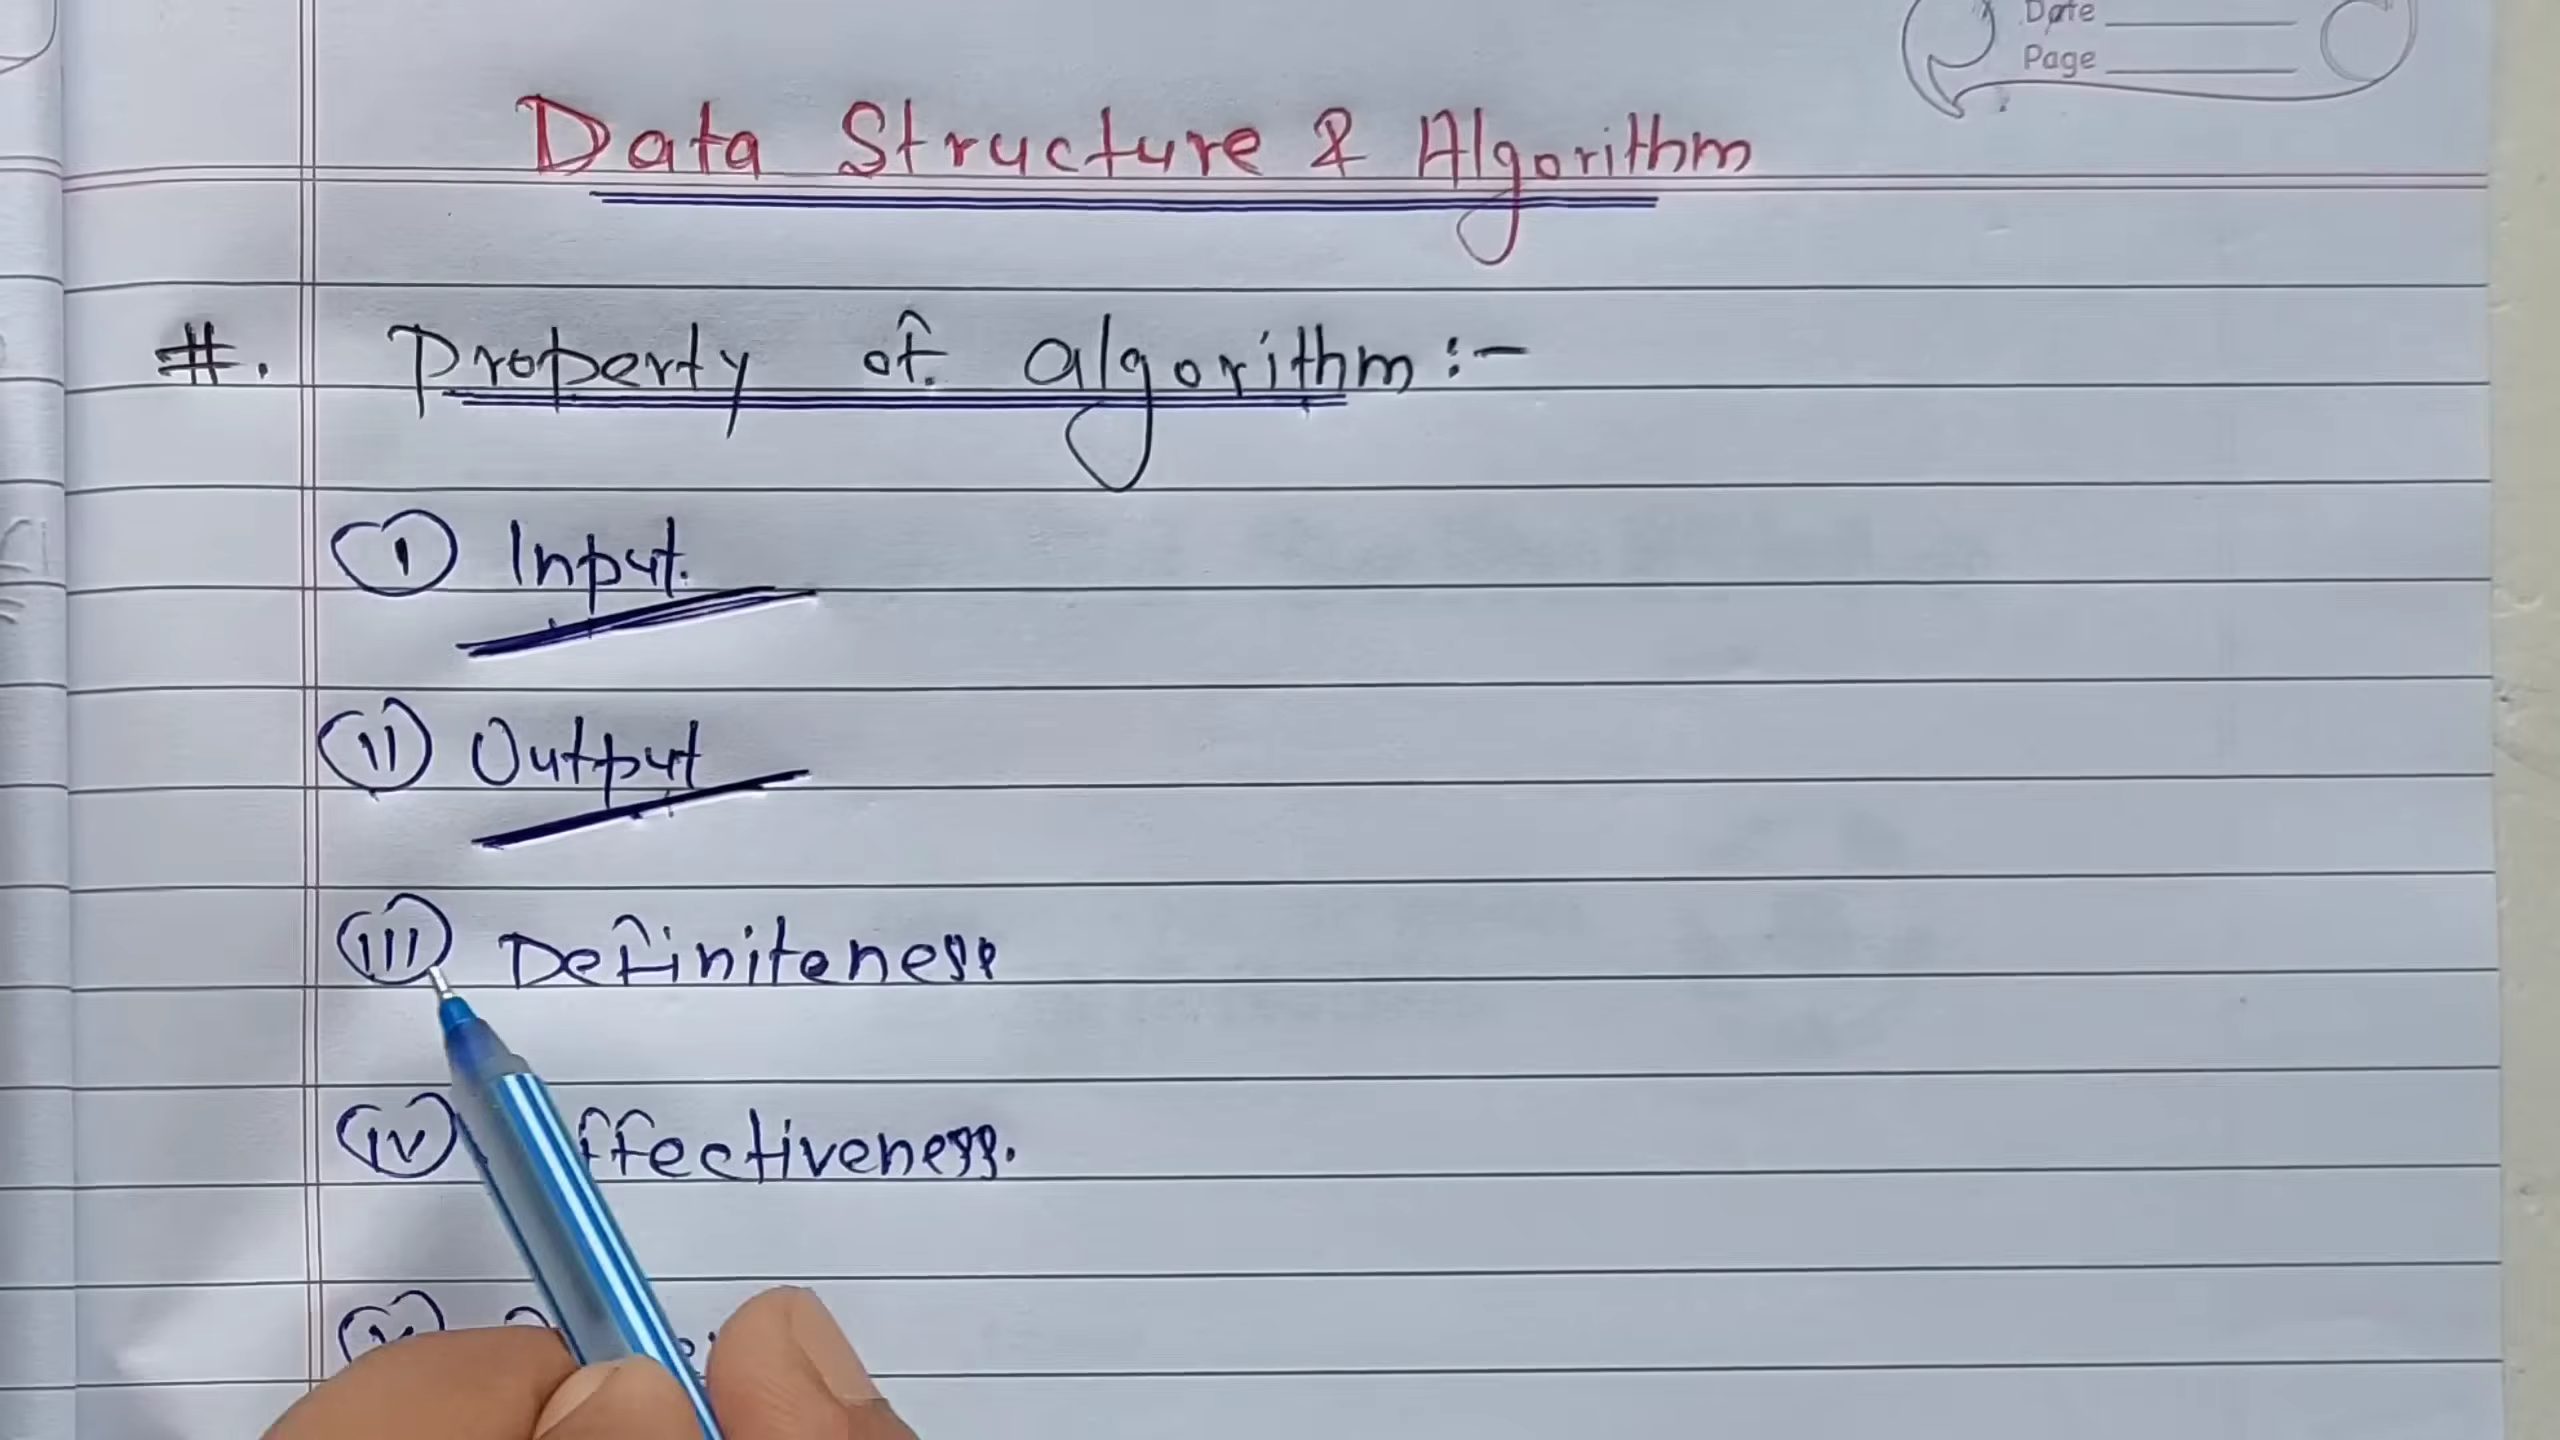 Date
Page
Data Structure & Algorithm
#. Property of algorithm :-
(i) Input.
(ii) Output
(iii) Definiteness
(iv) ffectiveness.
(v)